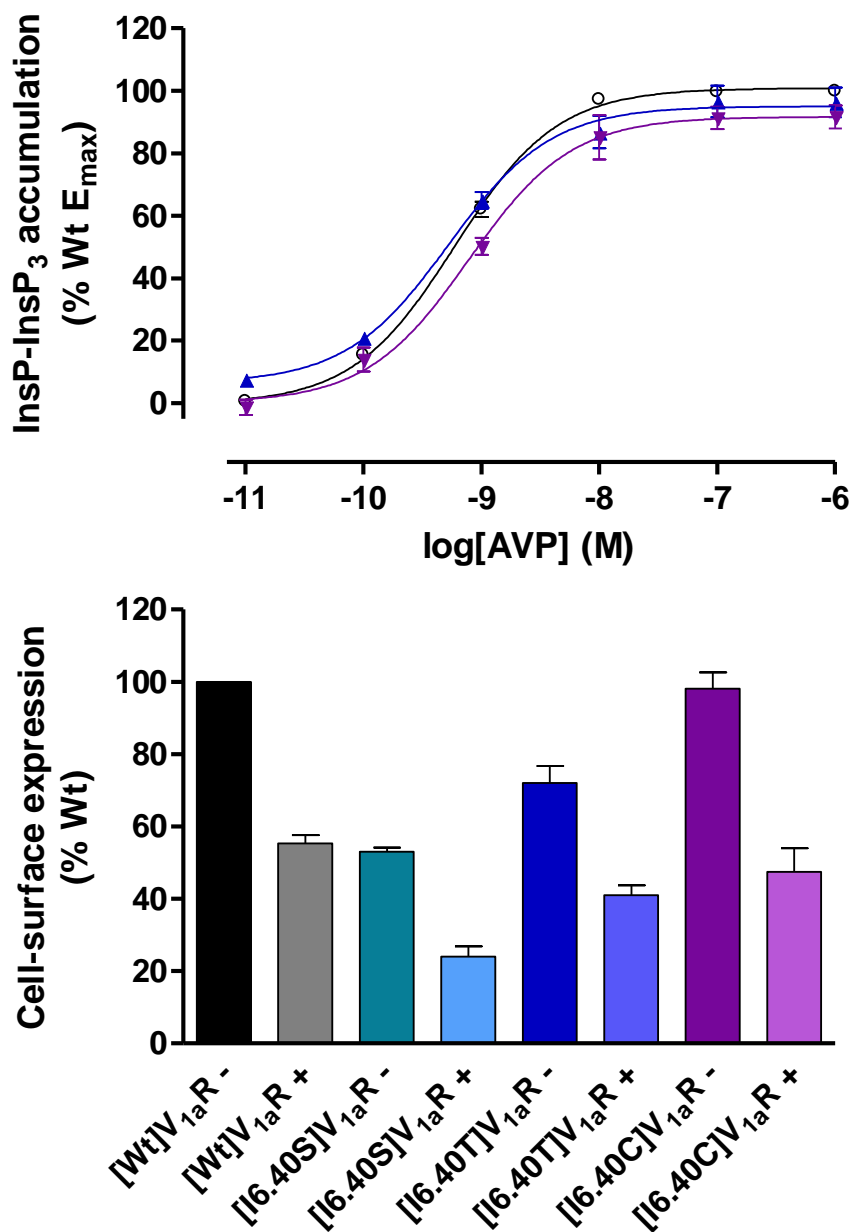 InsP-InsP3 accumulation
(% Wt Emax)
120
100
80
60
40
20
0
-11 -10 -9 -8 -7 -6
log[AVP] (M)
Cell-surface expression
(% Wt)
120
100
80
60
40
20
0
[Wt]V1aR -
[Wt]V1aR +
[I6.40S]V1aR -
[I6.40S]V1aR +
[I6.40T]V1aR -
[I6.40T]V1aR +
[I6.40C]V1aR -
[I6.40C]V1aR +